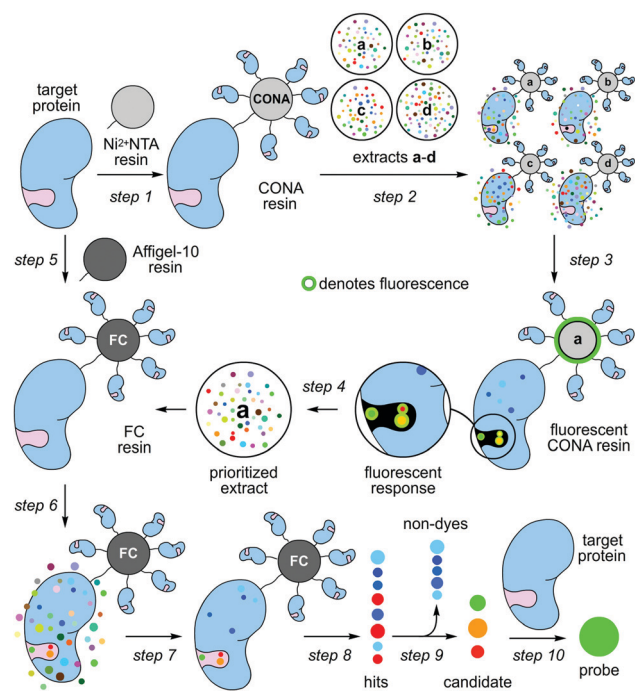 target
protein
Ni2+NTA
resin
step 1
CONA
CONA
resin
a
b
c
d
extracts a-d
step 2
a
b
c
d
step 3
step 5
Affigel-10
resin
FC
FC
resin
denotes fluorescence
a
fluorescent
CONA resin
fluorescent
response
step 4
a
prioritized
extract
step 6
FC
step 7
FC
step 8
hits
non-dyes
step 9
candidate
target
protein
step 10
probe